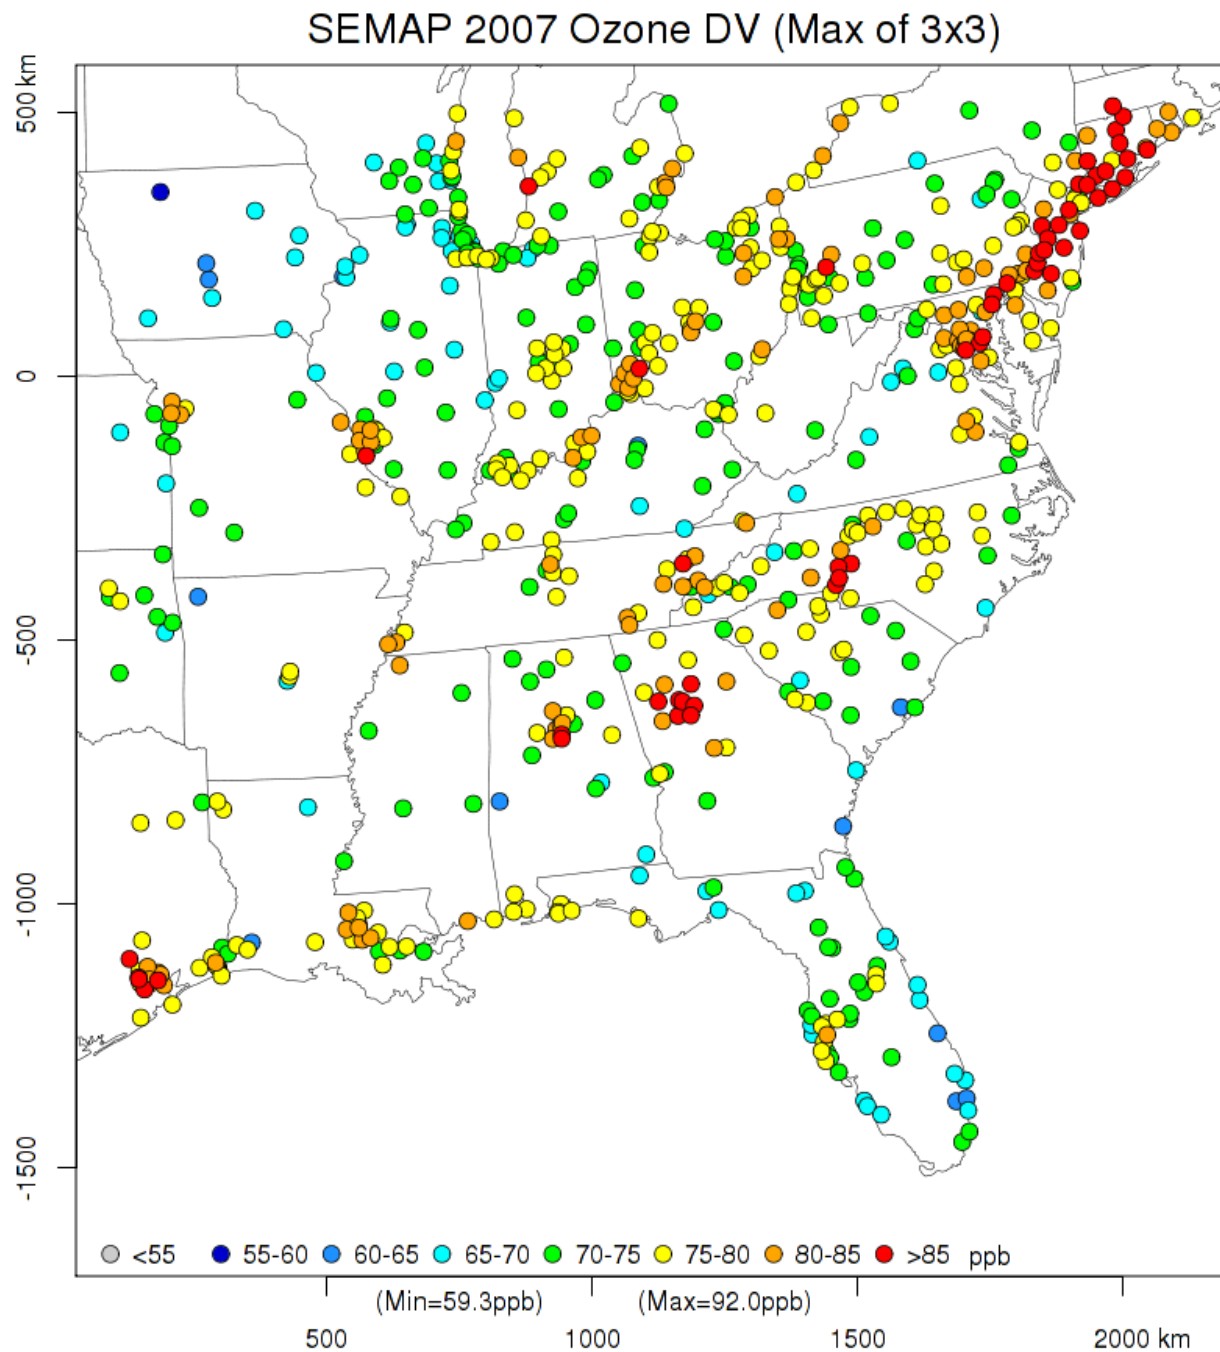 SEMAP 2007 Ozone DV (Max of 3x3)
500 km
0
-500
-1000
-1500
<55 55-60 60-65 65-70 70-75 75-80 80-85 >85 ppb
(Min=59.3ppb) (Max=92.0ppb)
500 1000 1500 2000 km